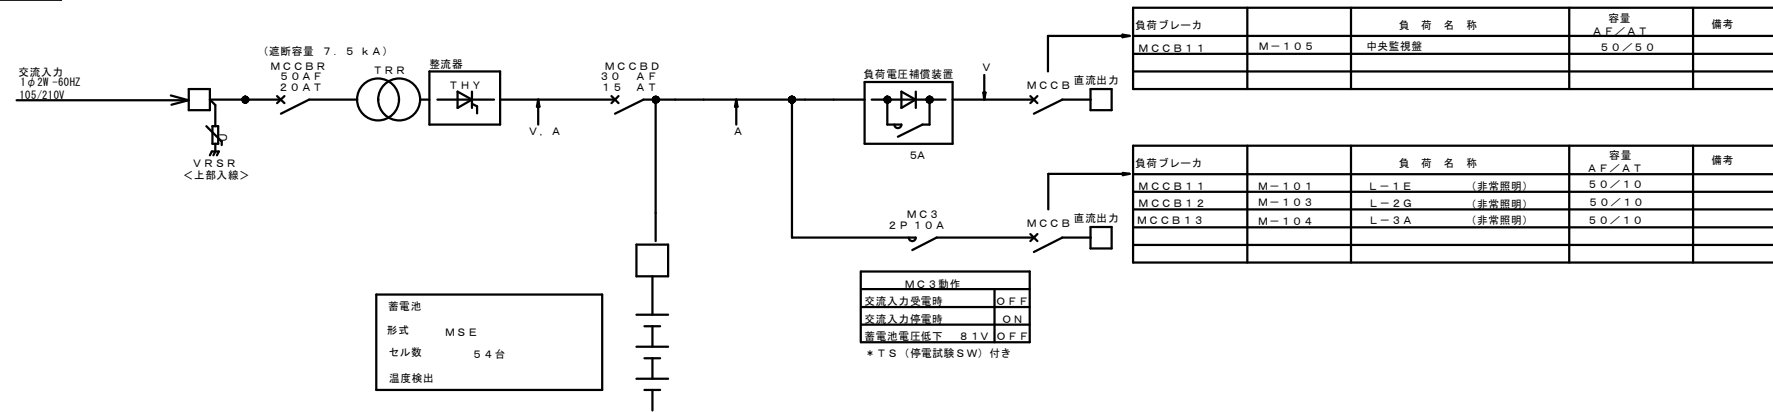 交流入力
1φ2W-60HZ
105/210V
VRSR
<上部入線>
(遮断容量 7.5kA)
MCCBR
50AF
20AT
TRR
整流器
THY
V.A
MCCBD
30 AF
15 AT
A
負荷電圧補償装置
5A
V
MCCB
直流出力
負荷ブレーカ 負荷名称 容量 AF/AT 備考
MCCB11 M-105 中央監視盤 50/50
MC3
2P10A
MCCB
直流出力
負荷ブレーカ 負荷名称 容量 AF/AT 備考
MCCB11 M-101 L-1E (非常照明) 50/10
MCCB12 M-103 L-2G (非常照明) 50/10
MCCB13 M-104 L-3A (非常照明) 50/10
MC3動作
交流入力受電時 OFF
交流入力停電時 ON
蓄電池電圧低下 81V OFF
*TS(停電試験SW)付き
蓄電池
形式 MSE
セル数 54台
温度検出